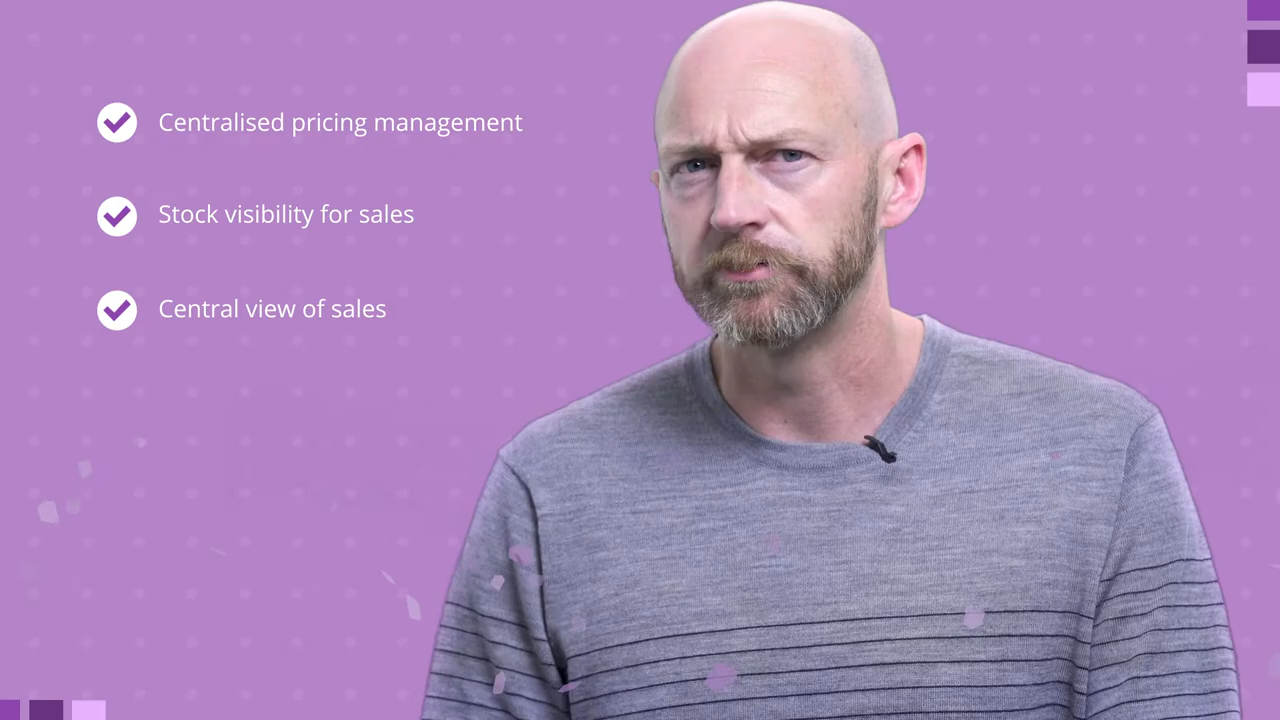 Centralised pricing management
Stock visibility for sales
Central view of sales